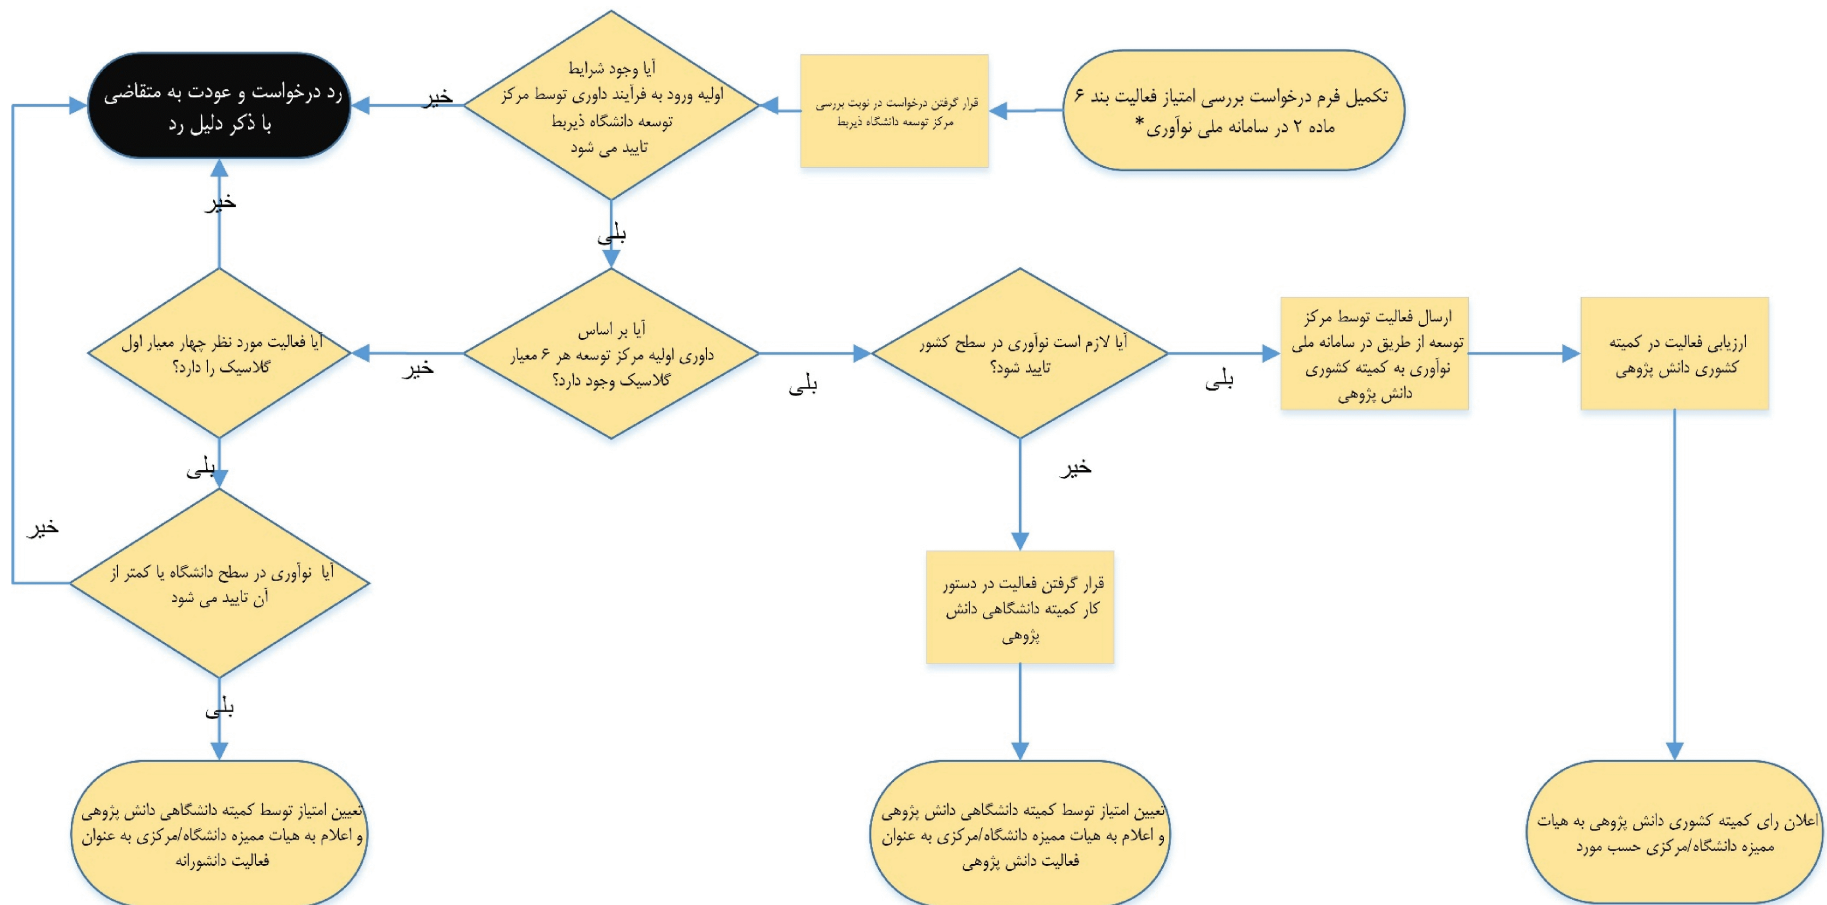 تکمیل فرم درخواست بررسی امتیاز فعالیت بند ۶
ماده ۲ در سامانه ملی نوآوری*
قرار گرفتن درخواست در نوبت بررسی
مرکز توسعه دانشگاه ذیربط
آیا وجود شرایط
اولیه ورود به فرآیند داوری توسط مرکز
توسعه دانشگاه ذیربط
تایید می شود
خیر
رد درخواست و عودت به متقاضی
با ذکر دلیل رد
بلی
خیر
آیا بر اساس
داوری اولیه مرکز توسعه هر ۶ معیار
گلاسیک وجود دارد؟
خیر
آیا فعالیت مورد نظر چهار معیار اول
گلاسیک را دارد؟
بلی
آیا لازم است نوآوری در سطح کشور
تایید شود؟
بلی
ارسال فعالیت توسط مرکز
توسعه از طریق در سامانه ملی
نوآوری به کمیته کشوری
دانش پژوهی
ارزیابی فعالیت در کمیته
کشوری دانش پژوهی
خیر
بلی
خیر
آیا نوآوری در سطح دانشگاه یا کمتر از
آن تایید می شود
قرار گرفتن فعالیت در دستور
کار کمیته دانشگاهی دانش
پژوهی
بلی
تعیین امتیاز توسط کمیته دانشگاهی دانش پژوهی
و اعلام به هیات ممیزه دانشگاه/مرکزی به عنوان
فعالیت دانشورانه
تعیین امتیاز توسط کمیته دانشگاهی دانش پژوهی
و اعلام به هیات ممیزه دانشگاه/مرکزی به عنوان
فعالیت دانش پژوهی
اعلان رای کمیته کشوری دانش پژوهی به هیات
ممیزه دانشگاه/مرکزی حسب مورد